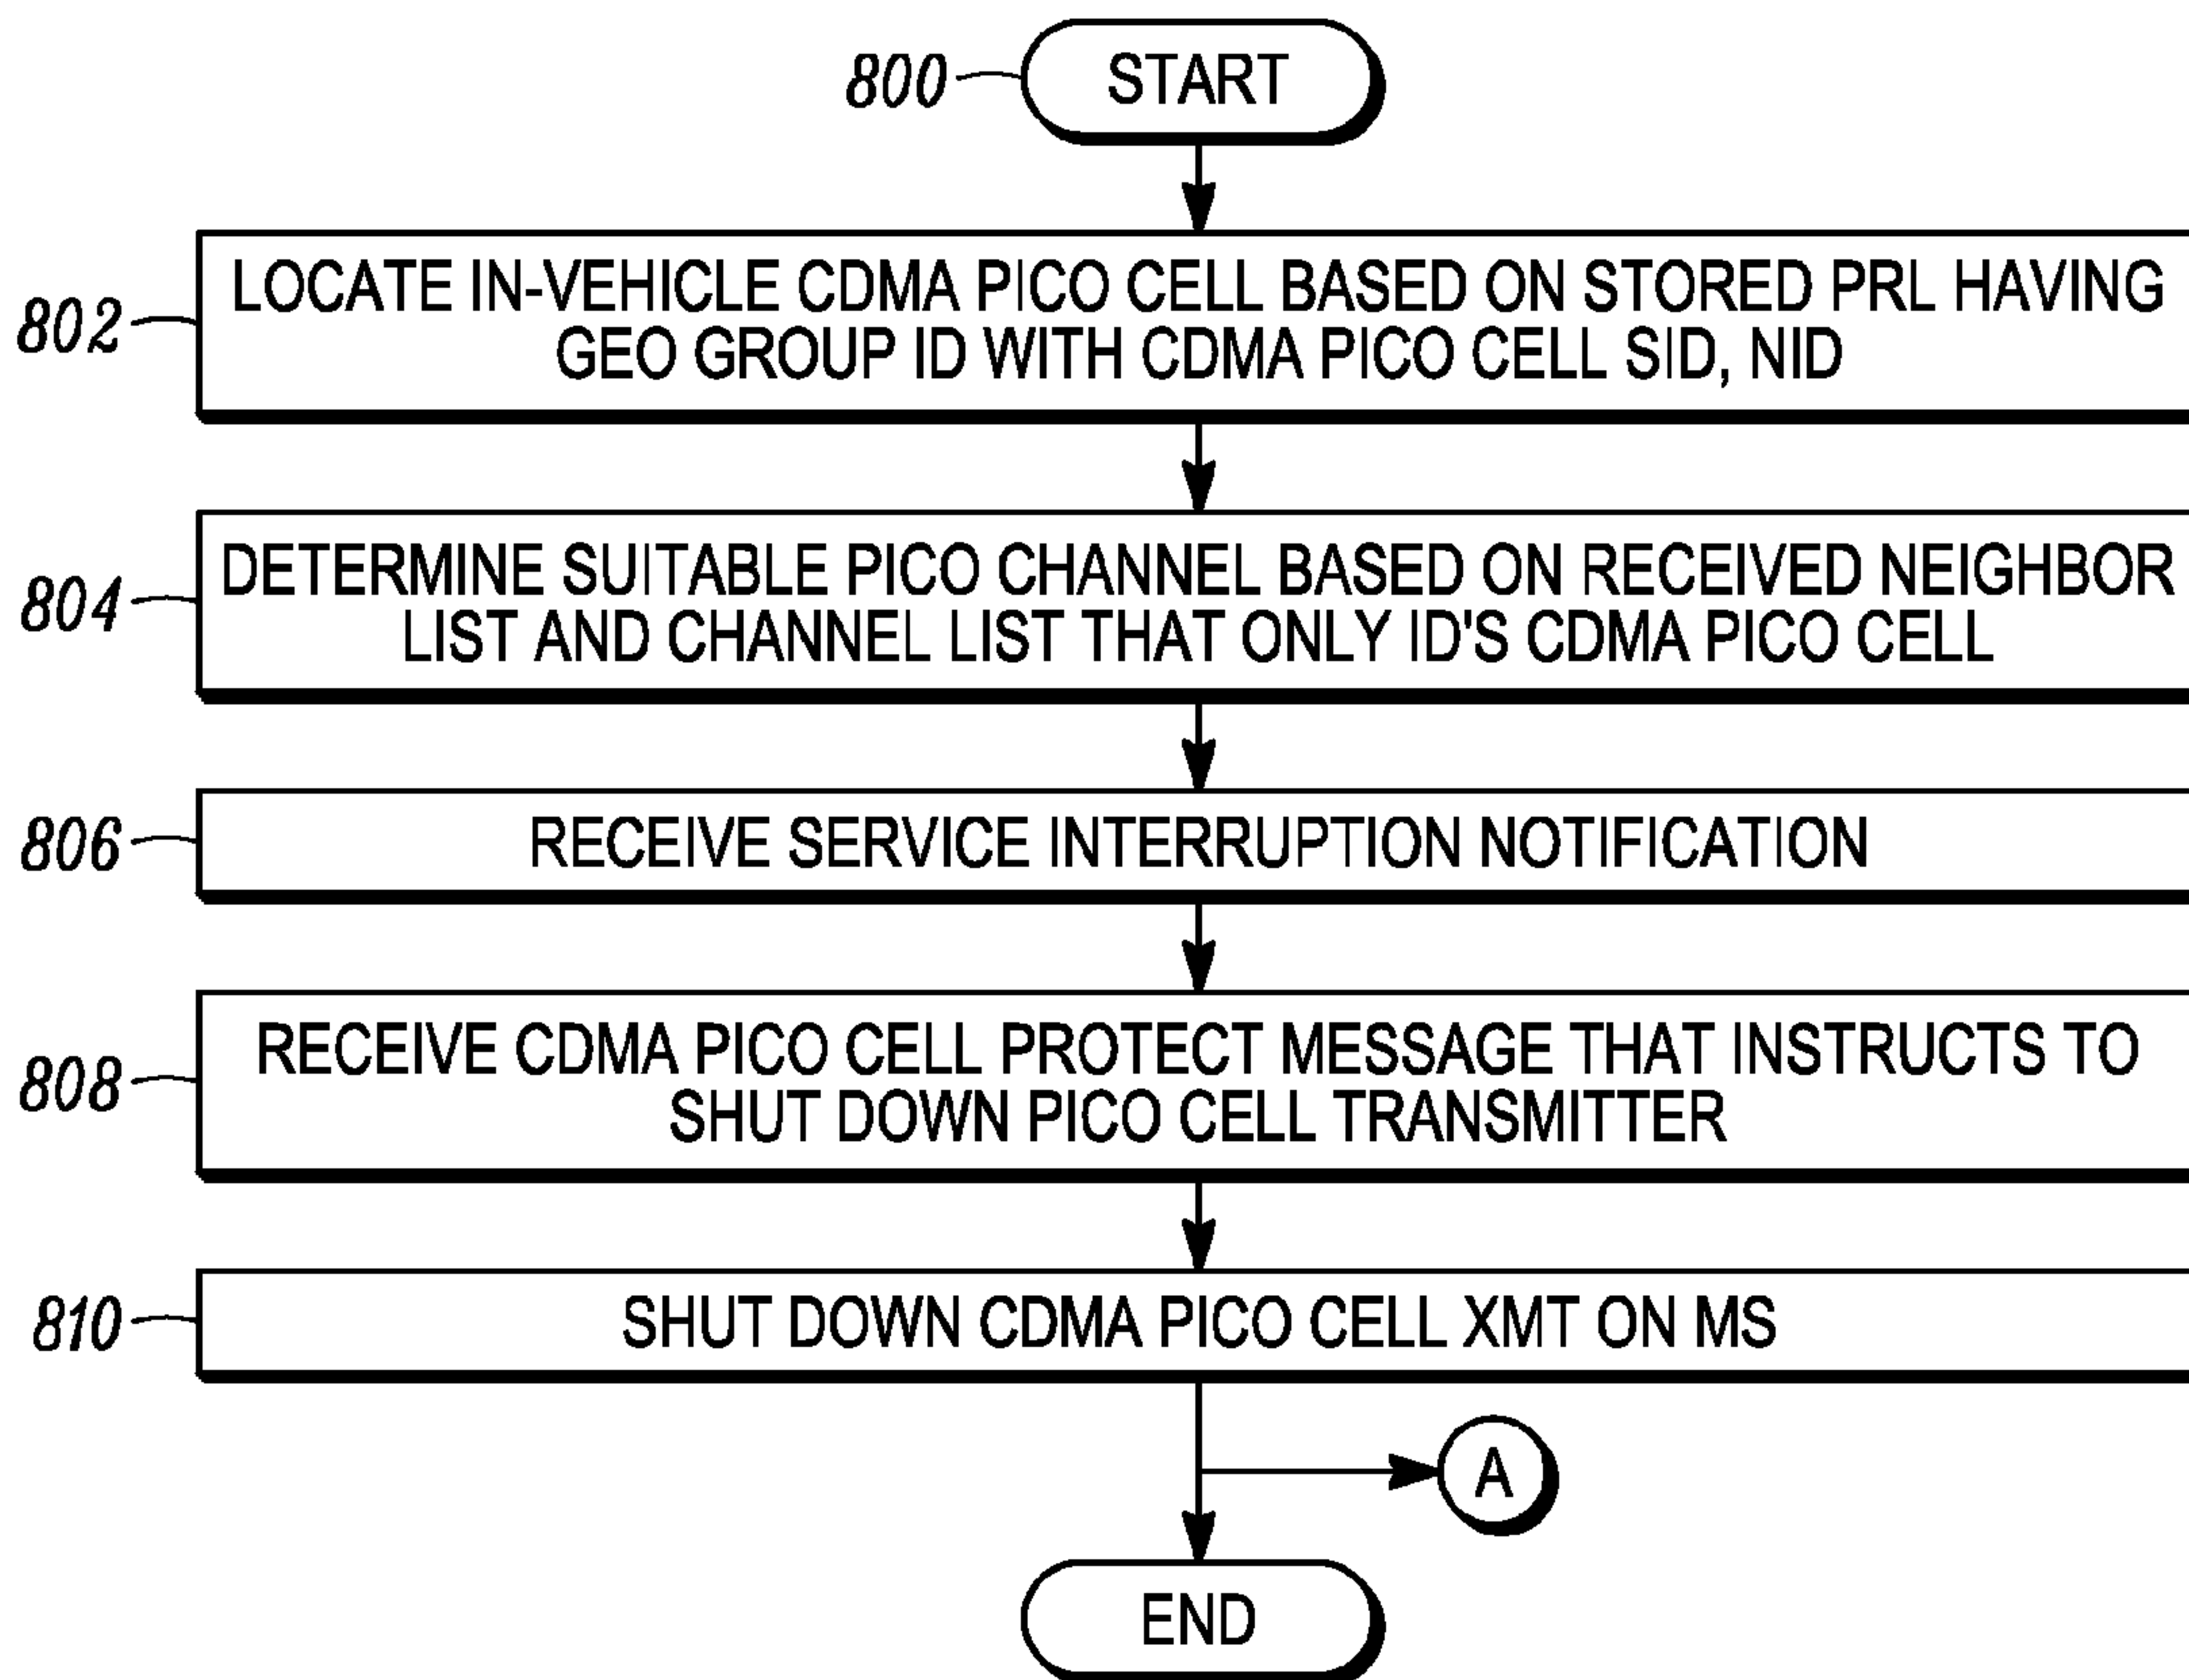 800
START
802
LOCATE IN-VEHICLE CDMA PICO CELL BASED ON STORED PRL HAVING
GEO GROUP ID WITH CDMA PICO CELL SID, NID
804
DETERMINE SUITABLE PICO CHANNEL BASED ON RECEIVED NEIGHBOR
LIST AND CHANNEL LIST THAT ONLY ID'S CDMA PICO CELL
806
RECEIVE SERVICE INTERRUPTION NOTIFICATION
808
RECEIVE CDMA PICO CELL PROTECT MESSAGE THAT INSTRUCTS TO
SHUT DOWN PICO CELL TRANSMITTER
810
SHUT DOWN CDMA PICO CELL XMT ON MS
A
END